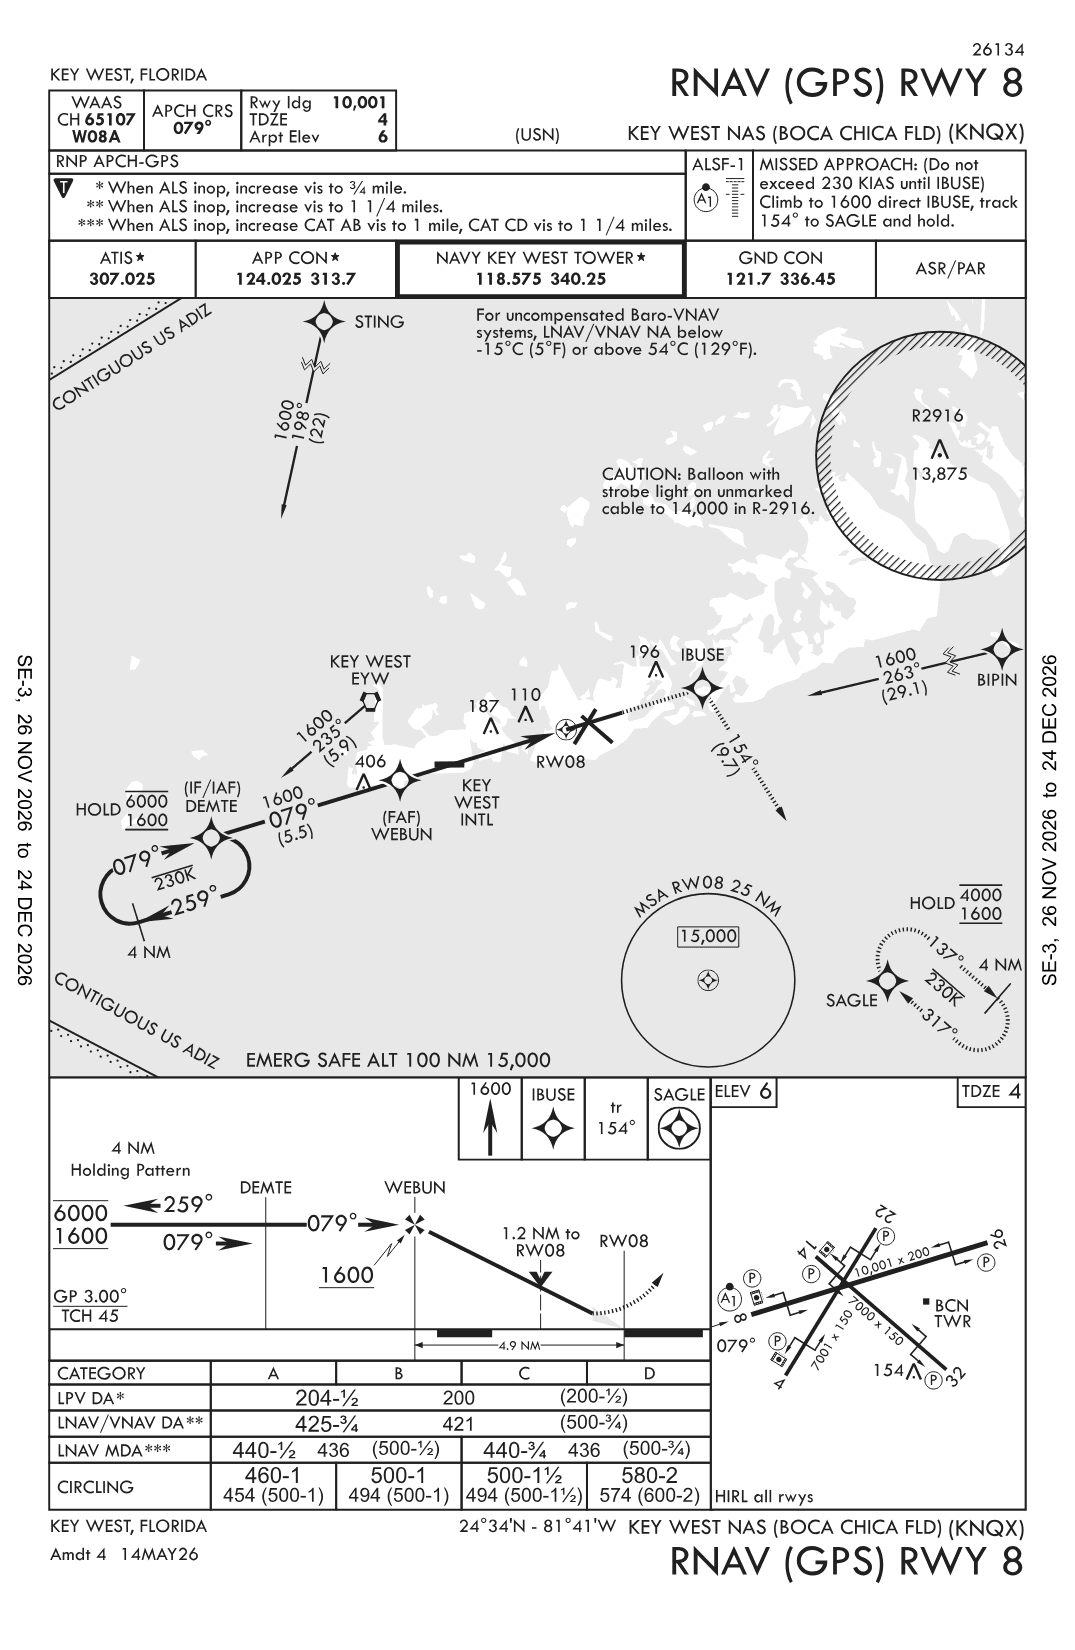 26134
KEY WEST, FLORIDA
RNAV (GPS) RWY 8
WAAS
CH 65107
W08A
APCH CRS
079°
Rwy ldg 10,001
TDZE 4
Arpt Elev 6
(USN)
KEY WEST NAS (BOCA CHICA FLD) (KNQX)
RNP APCH-GPS
T
* When ALS inop, increase vis to ¾ mile.
** When ALS inop, increase vis to 1 1/4 miles.
*** When ALS inop, increase CAT AB vis to 1 mile, CAT CD vis to 1 1/4 miles.
ALSF-1
A1
MISSED APPROACH: (Do not
exceed 230 KIAS until IBUSE)
Climb to 1600 direct IBUSE, track
154° to SAGLE and hold.
ATIS★
307.025
APP CON★
124.025 313.7
NAVY KEY WEST TOWER★
118.575 340.25
GND CON
121.7 336.45
ASR/PAR
CONTIGUOUS US ADIZ
STING
1600
198°
(22)
For uncompensated Baro-VNAV
systems, LNAV/VNAV NA below
-15°C (5°F) or above 54°C (129°F).
R2916
13,875
CAUTION: Balloon with
strobe light on unmarked
cable to 14,000 in R-2916.
KEY WEST
EYW
1600
235°
(5.9)
187
110
196
IBUSE
1600
263°
(29.1)
BIPIN
RW08
154°
(9.7)
406
(IF/IAF)
DEMTE
HOLD 6000
1600
1600
079°
(5.5)
(FAF)
WEBUN
KEY
WEST
INTL
079°
230K
259°
4 NM
MSA RW08 25 NM
15,000
HOLD 4000
1600
137°
4 NM
230K
SAGLE
317°
CONTIGUOUS US ADIZ
EMERG SAFE ALT 100 NM 15,000
SE-3, 26 NOV 2026 to 24 DEC 2026
SE-3, 26 NOV 2026 to 24 DEC 2026
1600
IBUSE
tr
154°
SAGLE
ELEV 6
TDZE 4
4 NM
Holding Pattern
DEMTE
WEBUN
259°
6000
1600
079°
079°
1600
1.2 NM to
RW08
RW08
GP 3.00°
TCH 45
4.9 NM
22
14
26
P
P
P
10,001 x 200
A1
P
8
079°
7000 x 150
BCN
TWR
P
7001 x 150
4
154
P
32
HIRL all rwys
CATEGORY A B C D
LPV DA* 204-½ 200 (200-½)
LNAV/VNAV DA** 425-¾ 421 (500-¾)
LNAV MDA*** 440-½ 436 (500-½) 440-¾ 436 (500-¾)
CIRCLING 460-1 500-1 500-1½ 580-2
454 (500-1) 494 (500-1) 494 (500-1½) 574 (600-2)
KEY WEST, FLORIDA
24°34'N - 81°41'W KEY WEST NAS (BOCA CHICA FLD) (KNQX)
Amdt 4 14MAY26
RNAV (GPS) RWY 8